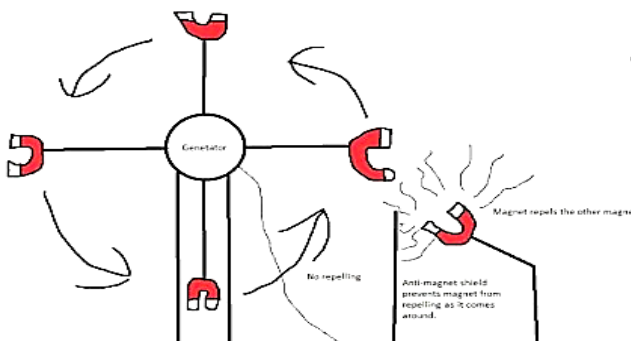 Genetator
Magnet repels the other magne
No repelling
Anti-magnet shield
prevents magnet from
repelling as it comes
around.